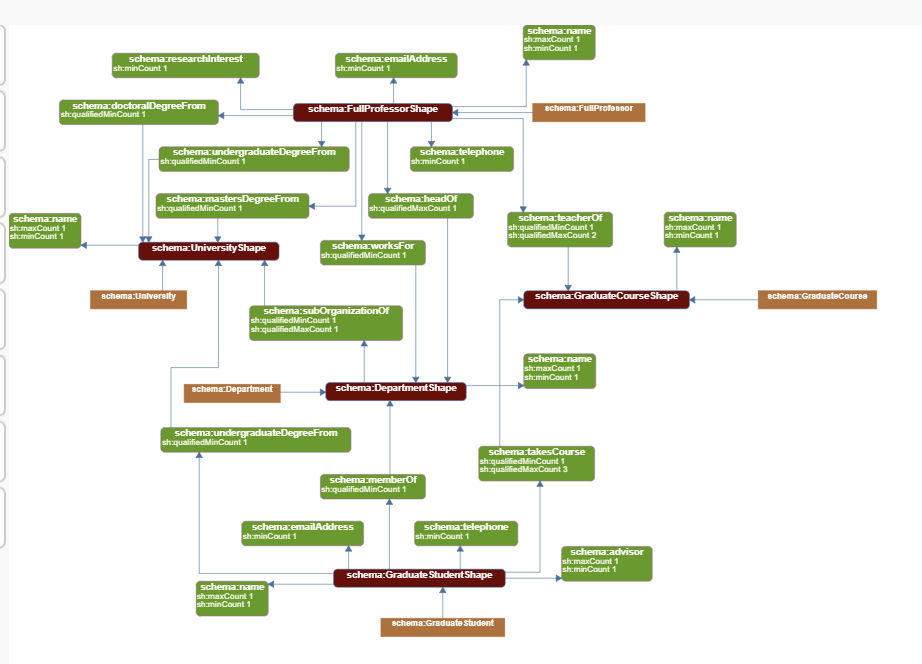 schema:name
sh:maxCount 1
sh:minCount 1
schema:researchInterest
sh:minCount 1
schema:emailAddress
sh:minCount 1
schema:doctoralDegreeFrom
sh:qualifiedMinCount 1
schema:FullProfessorShape
schema:FullProfessor
schema:undergraduateDegreeFrom
sh:qualifiedMinCount 1
schema:telephone
sh:minCount 1
schema:mastersDegreeFrom
sh:qualifiedMinCount 1
schema:headOf
sh:qualifiedMaxCount 1
schema:name
sh:maxCount 1
sh:minCount 1
schema:teacherOf
sh:qualifiedMinCount 1
sh:qualifiedMaxCount 2
schema:name
sh:maxCount 1
sh:minCount 1
schema:UniversityShape
schema:worksFor
sh:qualifiedMinCount 1
schema:University
schema:GraduateCourseShape
schema:GraduateCourse
schema:subOrganizationOf
sh:qualifiedMinCount 1
sh:qualifiedMaxCount 1
schema:name
sh:maxCount 1
sh:minCount 1
schema:Department
schema:DepartmentShape
schema:undergraduateDegreeFrom
sh:qualifiedMinCount 1
schema:takesCourse
sh:qualifiedMinCount 1
sh:qualifiedMaxCount 3
schema:memberOf
sh:qualifiedMinCount 1
schema:emailAddress
sh:minCount 1
schema:telephone
sh:minCount 1
schema:advisor
sh:maxCount 1
sh:minCount 1
schema:GraduateStudentShape
schema:name
sh:maxCount 1
sh:minCount 1
schema:GraduateStudent